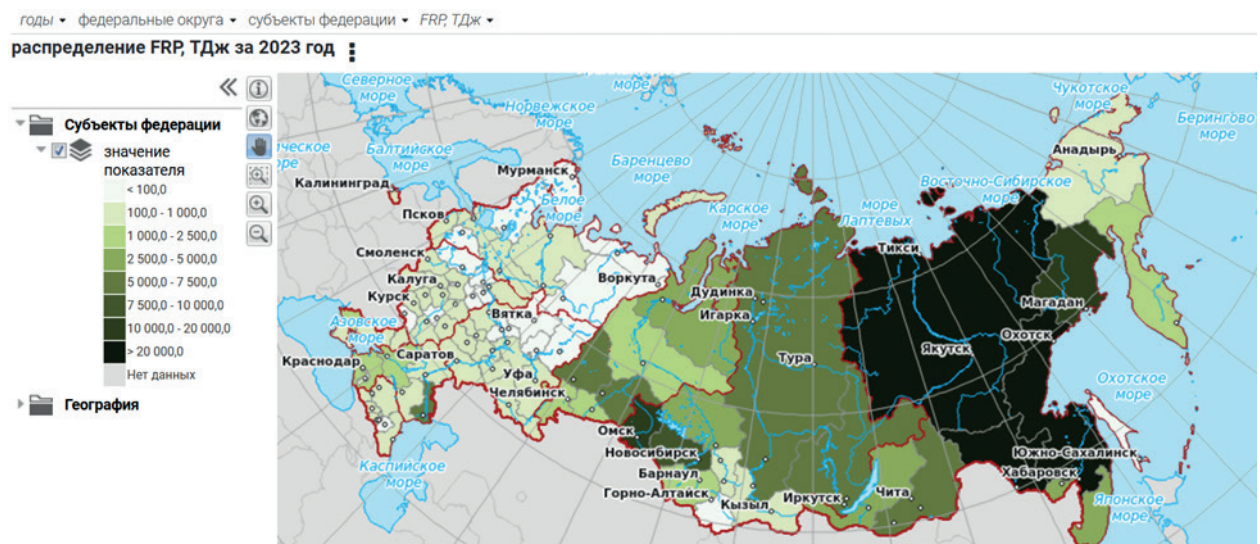 годы ▾ федеральные округа ▾ субъекты федерации ▾ FRP, ТДж ▾
распределение FRP, ТДж за 2023 год
Субъекты федерации
значение
показателя
< 100,0
100,0 - 1 000,0
1 000,0 - 2 500,0
2 500,0 - 5 000,0
5 000,0 - 7 500,0
7 500,0 - 10 000,0
10 000,0 - 20 000,0
> 20 000,0
Нет данных
География
Северное
море
Норвежское
море
Чукотское
море
Берингово
море
ическое
море
Балтийское
море
Баренцево
море
Анадырь
Мурманск
Калининград
Восточно-Сибирское
море
Белое
море
Карское
море
море
Лаптевых
Псков
Тикси
Смоленск
Воркута
Калуга
Дудинка
Курск
Магадан
Вятка
Игарка
Азовское
море
Охотск
Краснодар
Саратов
Тура
Якутск
Уфа
Охотское
море
Челябинск
Омск
Новосибирск
Южно-Сахалинск
Каспийское
море
Барнаул
Хабаровск
Горно-Алтайск
Кызыл
Иркутск
Чита
Японское
море